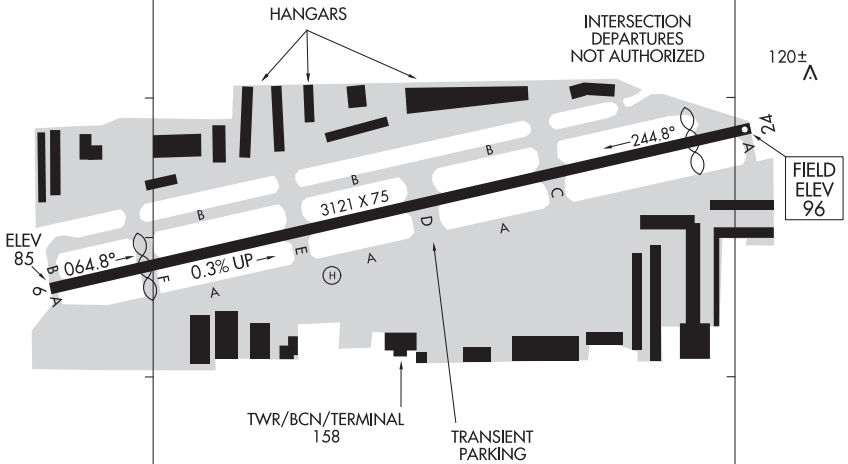 HANGARS
INTERSECTION
DEPARTURES
NOT AUTHORIZED
120±
24
244.8°
A
FIELD
ELEV
96
B
B
B
3121 X 75
C
D
A
E
A
H
ELEV
85
B
064.8°
F
0.3% UP
A
6
A
TWR/BCN/TERMINAL
158
TRANSIENT
PARKING